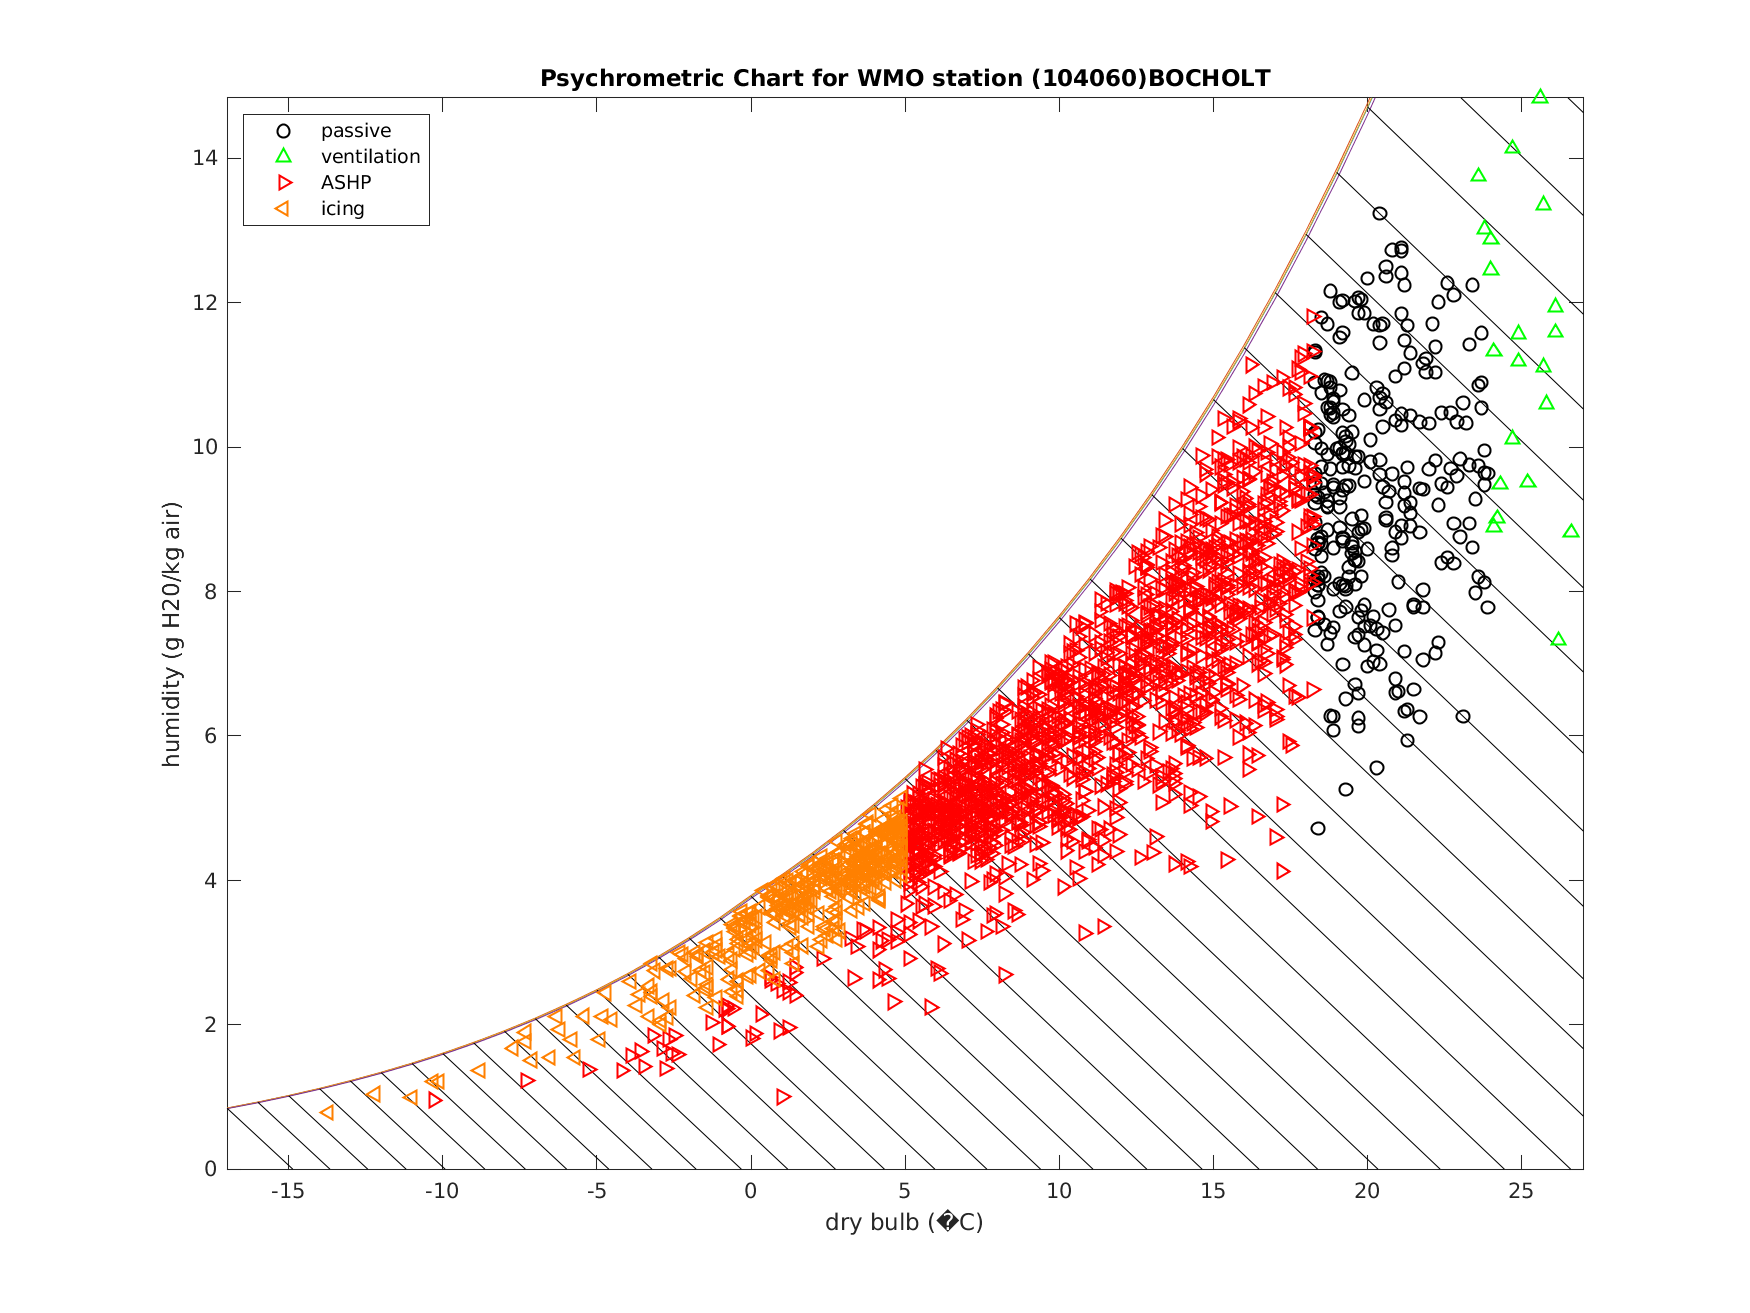 Psychrometric Chart for WMO station (104060)BOCHOLT
passive
ventilation
ASHP
icing
humidity (g H20/kg air)
14
12
10
8
6
4
2
0
-15 -10 -5 0 5 10 15 20 25
dry bulb (�C)